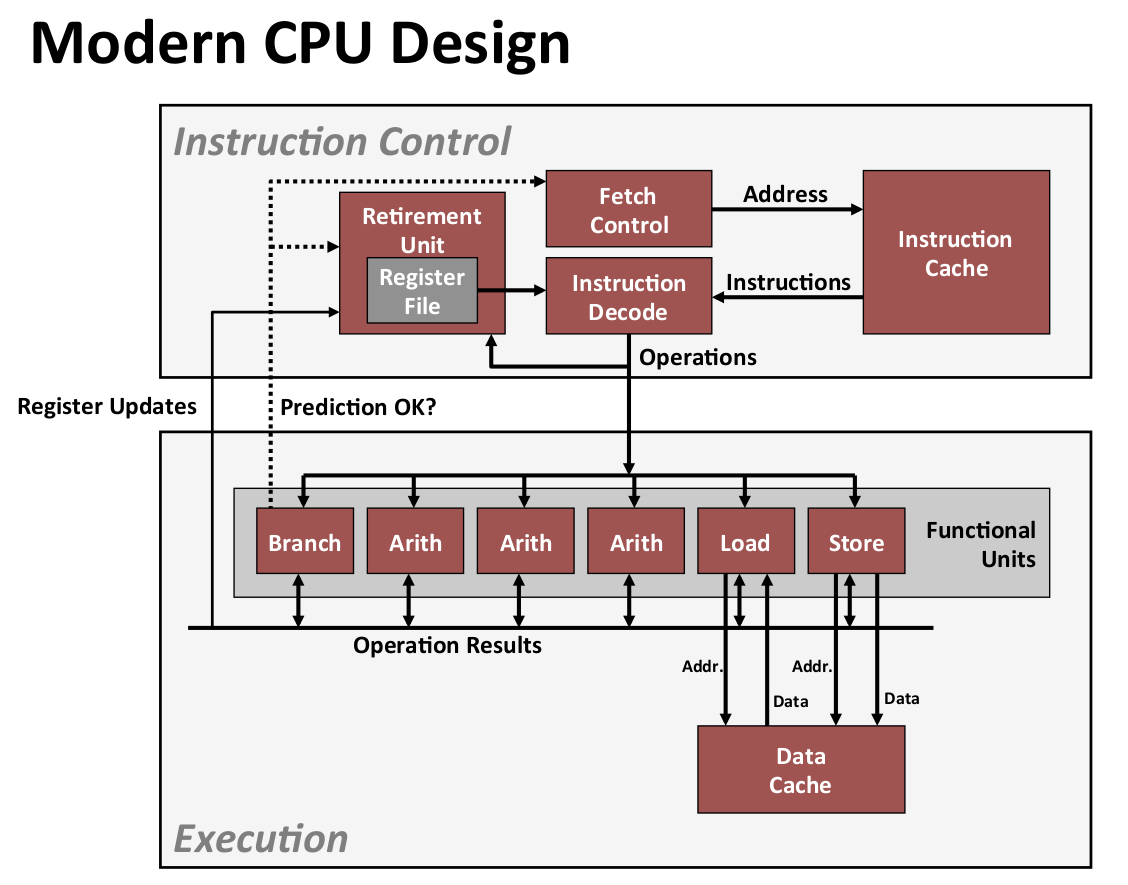 Modern CPU Design
Instruction Control
Fetch
Control
Address
Instruction
Cache
Retirement
Unit
Register
File
Instruction
Decode
Instructions
Operations
Register Updates
Prediction OK?
Branch
Arith
Arith
Arith
Load
Store
Functional
Units
Operation Results
Addr.
Data
Addr.
Data
Data
Cache
Execution